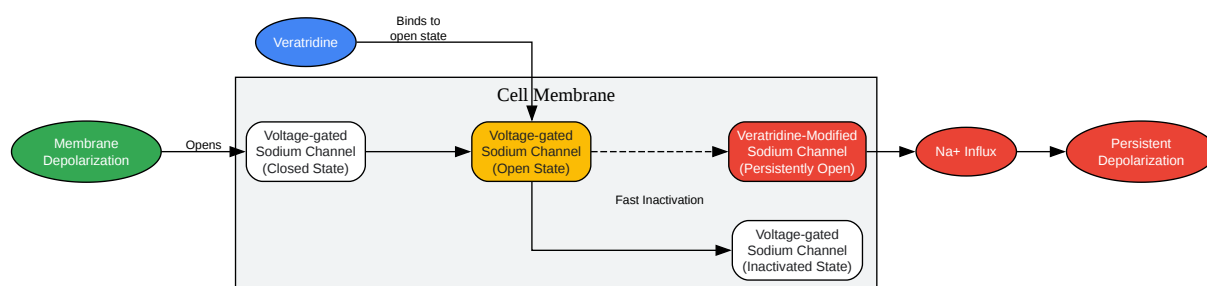 Binds to
open state
Veratridine
Cell Membrane
Membrane
Depolarization
Opens
Voltage-gated
Sodium Channel
(Closed State)
Voltage-gated
Sodium Channel
(Open State)
Veratridine-Modified
Sodium Channel
(Persistently Open)
Na+ Influx
Persistent
Depolarization
Fast Inactivation
Voltage-gated
Sodium Channel
(Inactivated State)